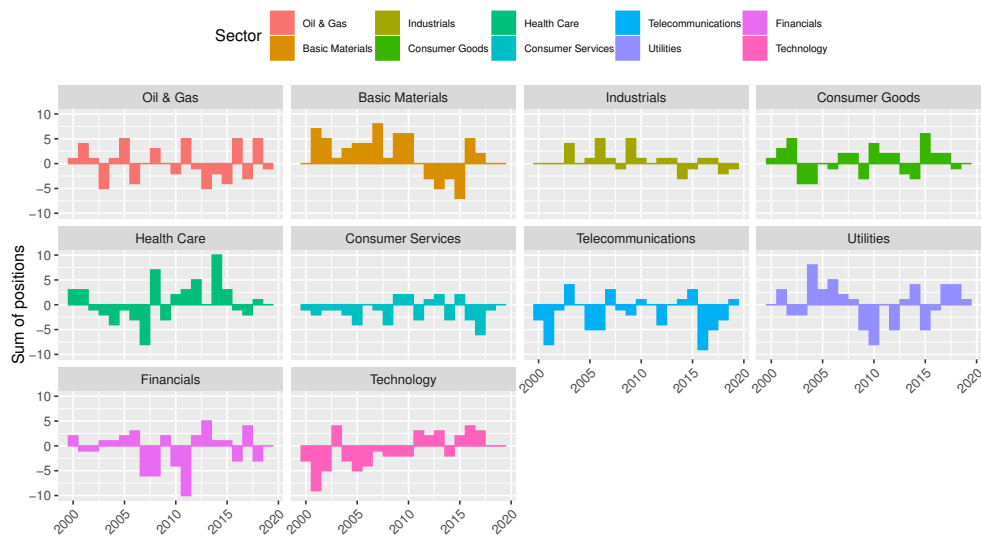 Sector
Oil & Gas
Industrials
Health Care
Telecommunications
Financials
Basic Materials
Consumer Goods
Consumer Services
Utilities
Technology
Oil & Gas
Basic Materials
Industrials
Consumer Goods
10
5
0
−5
−10
Health Care
Consumer Services
Telecommunications
Utilities
10
5
0
−5
−10
Sum of positions
2000
2005
2010
2015
2020
2000
2005
2010
2015
2020
Financials
Technology
10
5
0
−5
−10
2000
2005
2010
2015
2020
2000
2005
2010
2015
2020